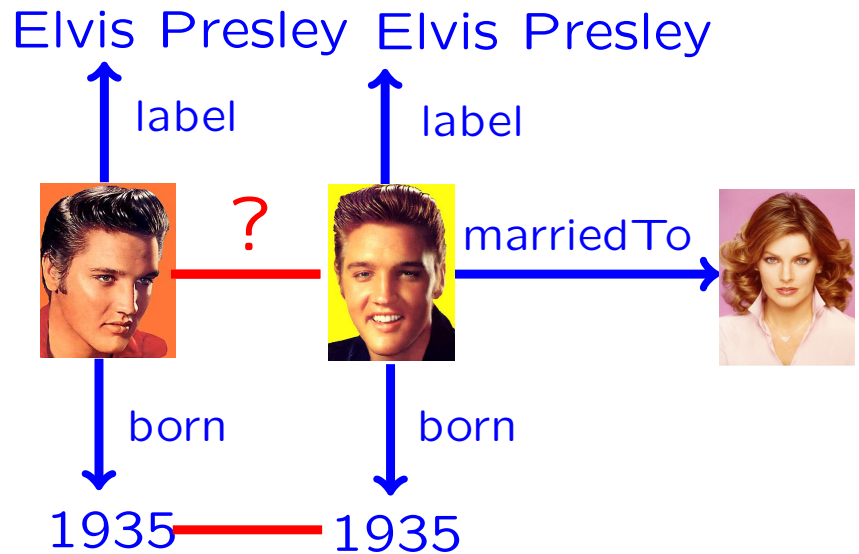 Elvis Presley Elvis Presley
label label
?
marriedTo
born born
1935 1935